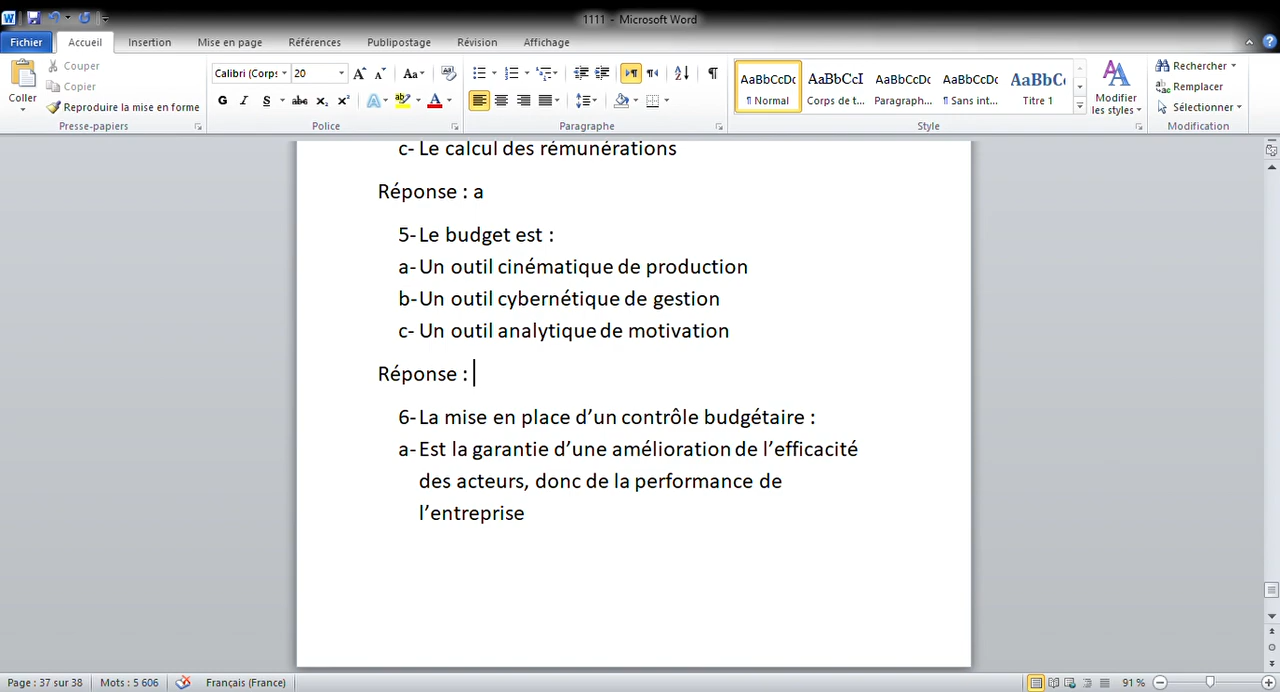 1111 - Microsoft Word
Fichier Accueil Insertion Mise en page Références Publipostage Révision Affichage
Coller
Couper
Copier
Reproduire la mise en forme
Presse-papiers
Calibri (Corps 20
G I S abc x₂ x²
Police
Paragraphe
AaBbCcDc AaBbCcI AaBbCcDc AaBbCcDc AaBbC
¶ Normal Corps de t... Paragraph... ¶ Sans int... Titre 1
Modifier
les styles
Style
Rechercher
Remplacer
Sélectionner
Modification
c- Le calcul des rémunérations
Réponse : a
5- Le budget est :
a- Un outil cinématique de production
b- Un outil cybernétique de gestion
c- Un outil analytique de motivation
Réponse :
6- La mise en place d’un contrôle budgétaire :
a- Est la garantie d’une amélioration de l’efficacité
des acteurs, donc de la performance de
l’entreprise
Page : 37 sur 38 Mots : 5 606 Français (France) 91 %